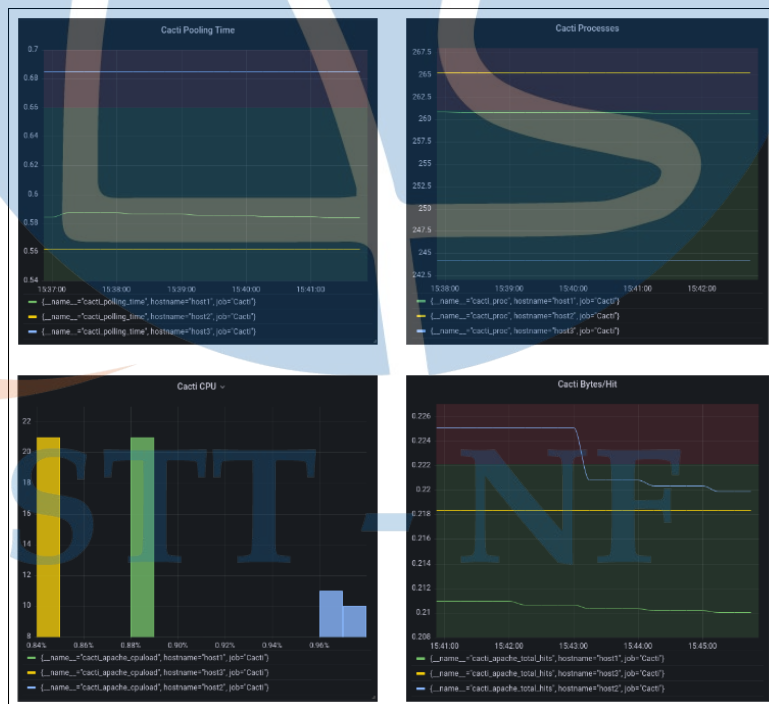 Cacti Pooling Time
0.7
0.68
0.66
0.64
0.62
0.6
0.58
0.56
0.54
15:37:00 15:38:00 15:39:00 15:40:00 15:41:00
{__name__="cacti_polling_time", hostname="host1", job="Cacti"}
{__name__="cacti_polling_time", hostname="host2", job="Cacti"}
{__name__="cacti_polling_time", hostname="host3", job="Cacti"}
Cacti Processes
267.5
265
262.5
260
257.5
255
252.5
250
247.5
245
242.5
15:38:00 15:39:00 15:40:00 15:41:00 15:42:00
{__name__="cacti_proc", hostname="host1", job="Cacti"}
{__name__="cacti_proc", hostname="host2", job="Cacti"}
{__name__="cacti_proc", hostname="host3", job="Cacti"}
Cacti CPU
22
20
18
16
14
12
10
8
0.84% 0.86% 0.88% 0.90% 0.92% 0.94% 0.96%
{__name__="cacti_apache_cpuload", hostname="host1", job="Cacti"}
{__name__="cacti_apache_cpuload", hostname="host3", job="Cacti"}
{__name__="cacti_apache_cpuload", hostname="host2", job="Cacti"}
Cacti Bytes/Hit
0.226
0.224
0.222
0.22
0.218
0.216
0.214
0.212
0.21
0.208
15:41:00 15:42:00 15:43:00 15:44:00 15:45:00
{__name__="cacti_apache_total_hits", hostname="host1", job="Cacti"}
{__name__="cacti_apache_total_hits", hostname="host3", job="Cacti"}
{__name__="cacti_apache_total_hits", hostname="host2", job="Cacti"}
STT - NF